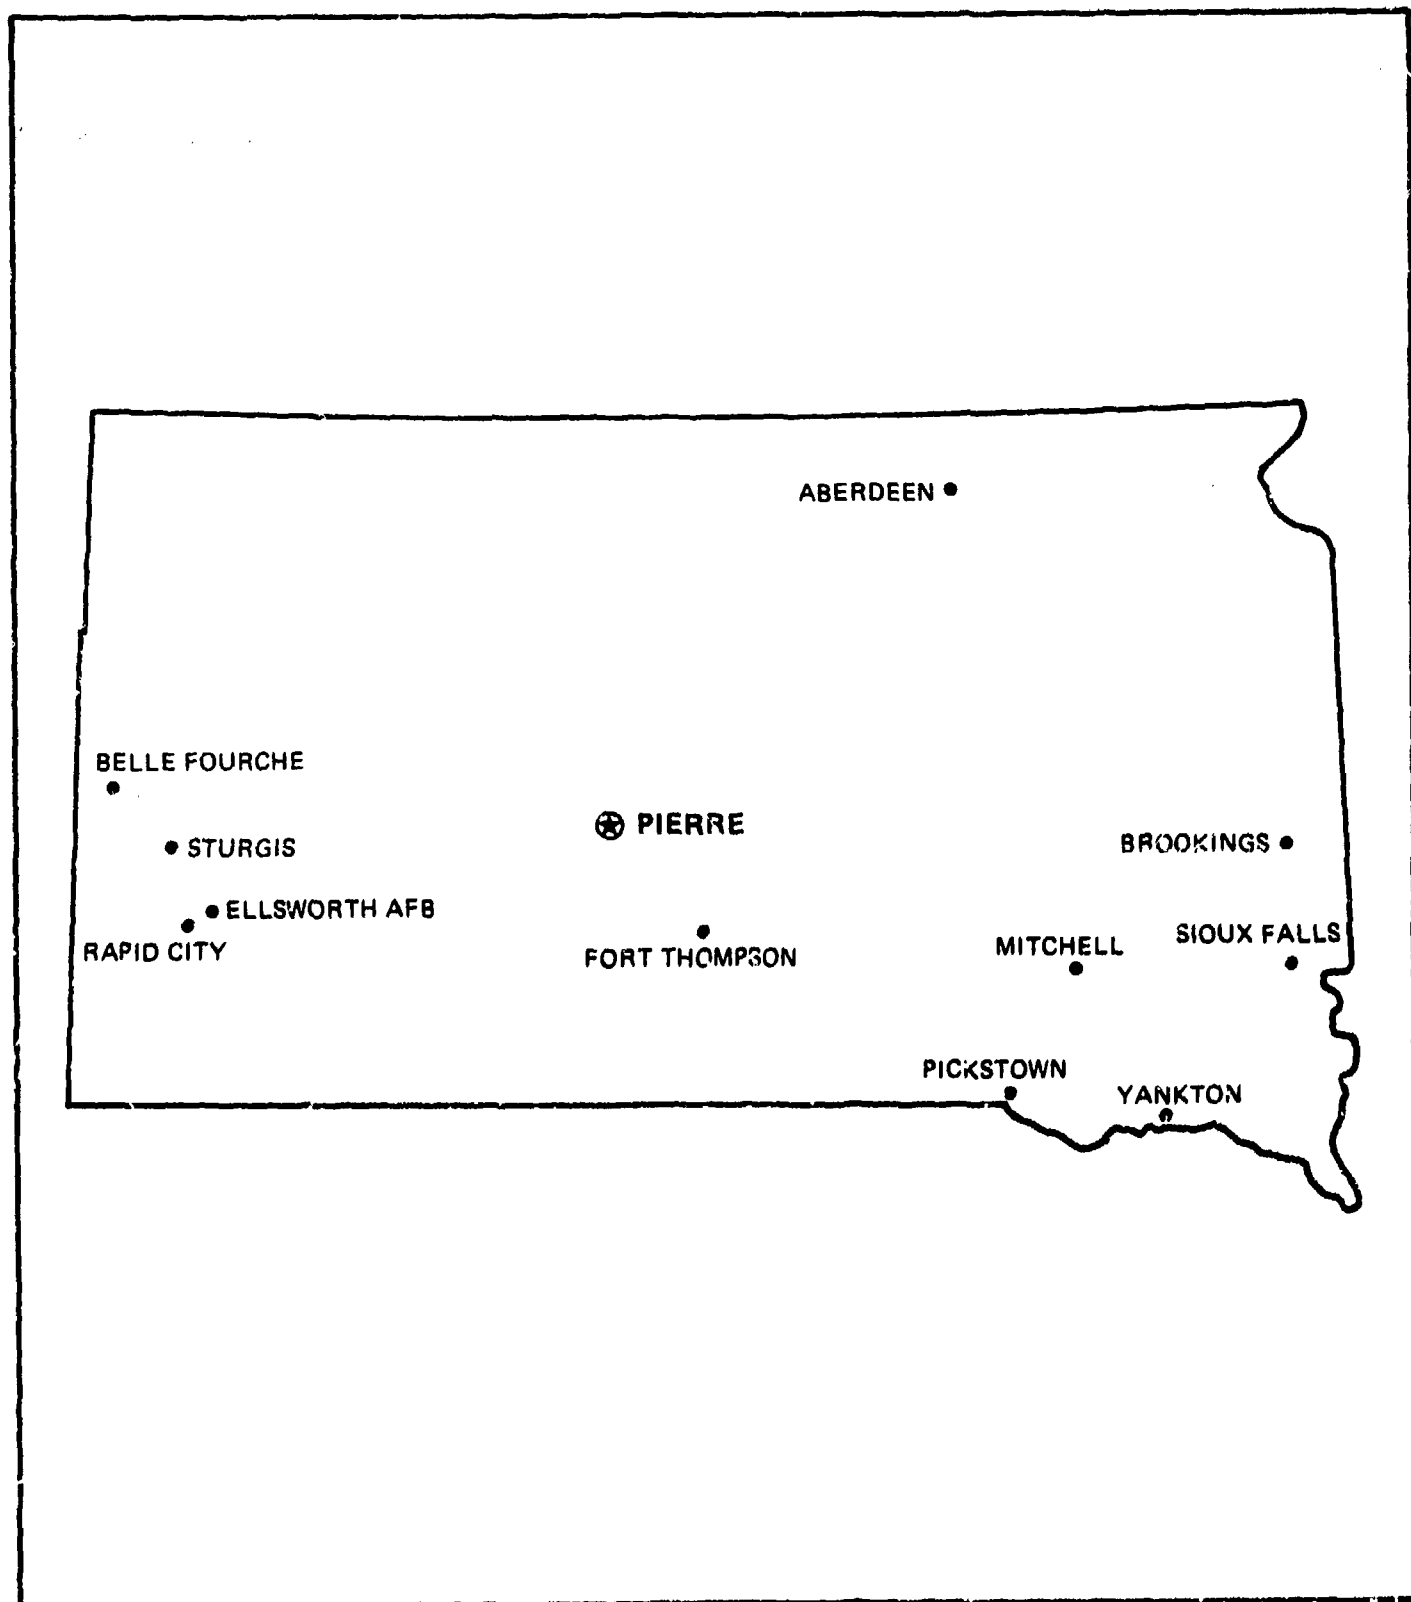 ABERDEEN
BELLE FOURCHE
PIERRE
STURGIS
BROOKINGS
ELLSWORTH AFB
RAPID CITY
FORT THOMPSON
MITCHELL
SIOUX FALLS
PICKSTOWN
YANKTON